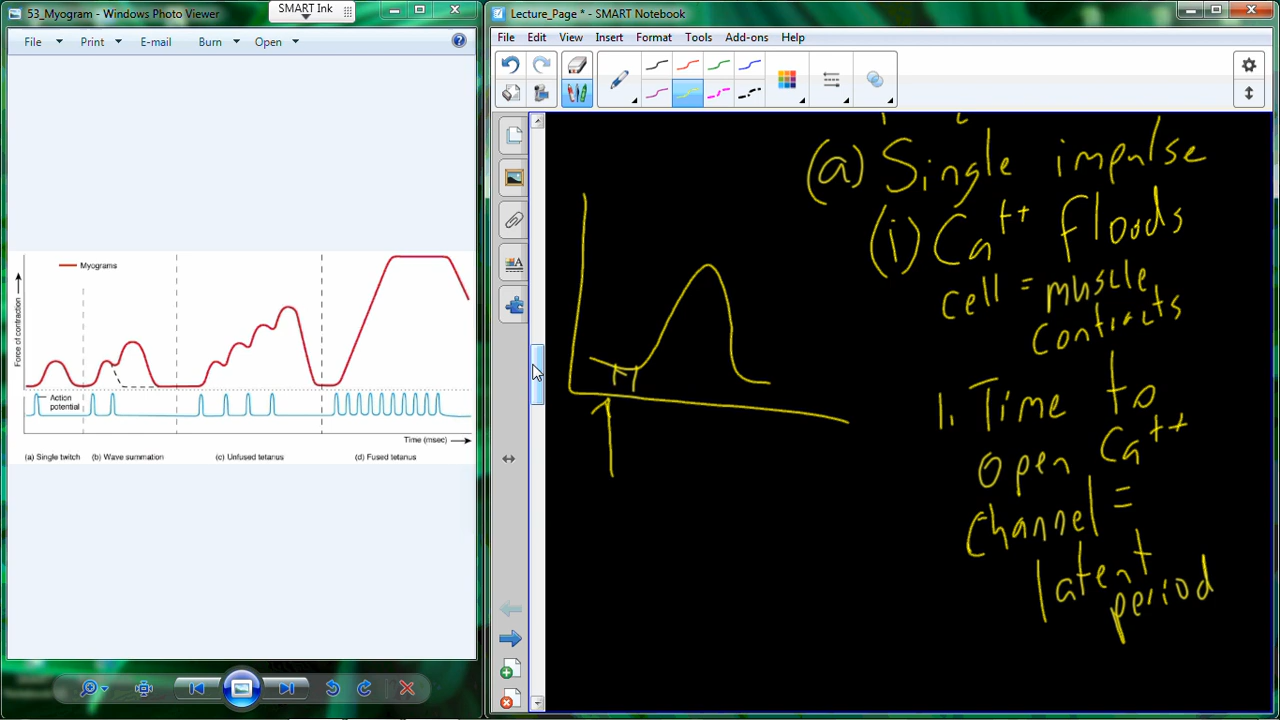 53_Myogram - Windows Photo Viewer
SMART Ink
File Print E-mail Burn Open
Myograms
Force of contraction
Action
potential
Time (msec)
(a) Single twitch (b) Wave summation (c) Unfused tetanus (d) Fused tetanus
Lecture_Page * - SMART Notebook
File Edit View Insert Format Tools Add-ons Help
(a) Single impulse
(i) Ca++ floods
cell = muscle
contracts
1. Time to
open Ca++
channel =
latent
period